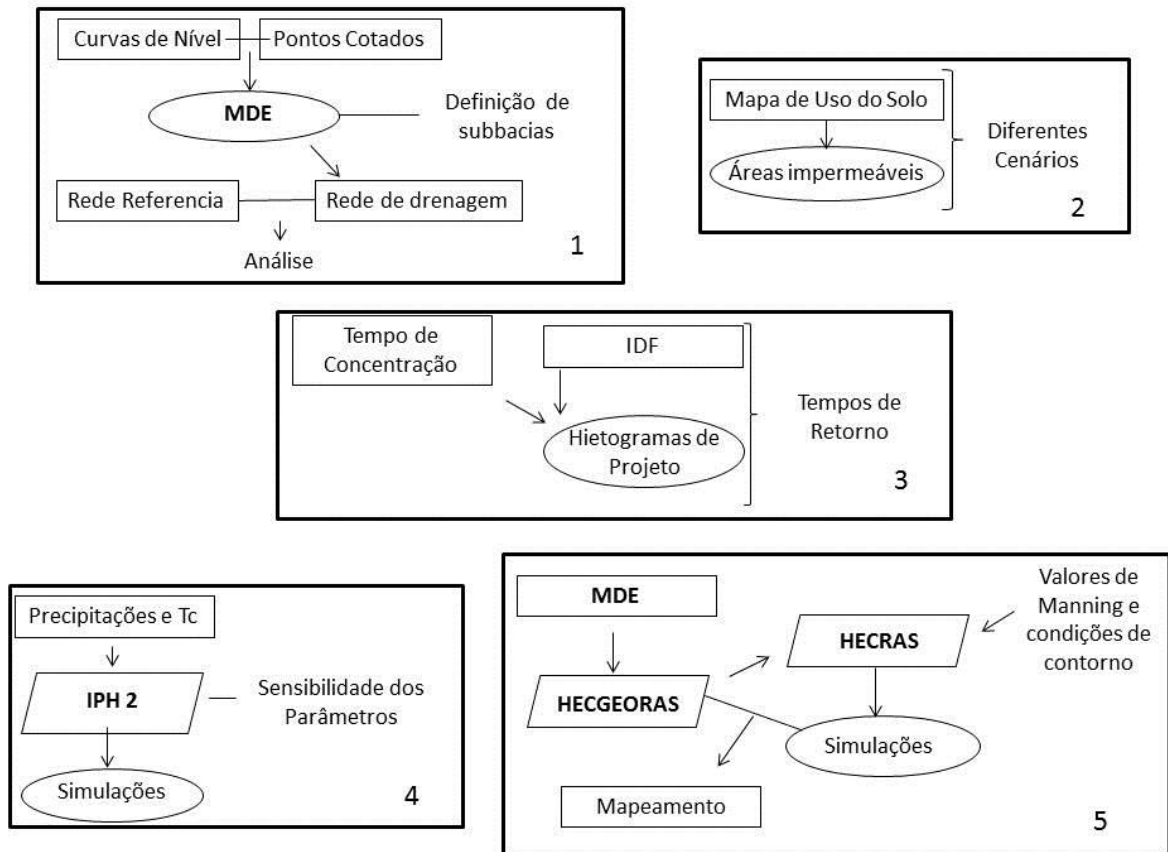 Curvas de Nível
Pontos Cotados
MDE
Definição de
subbacias
Rede Referencia
Rede de drenagem
Análise
1
Mapa de Uso do Solo
Áreas impermeáveis
Diferentes
Cenários
2
Tempo de
Concentração
IDF
Hietogramas de
Projeto
Tempos de
Retorno
3
Precipitações e Tc
IPH 2
Sensibilidade dos
Parâmetros
Simulações
4
MDE
HECGEORAS
HECRAS
Valores de
Manning e
condições de
contorno
Simulações
Mapeamento
5